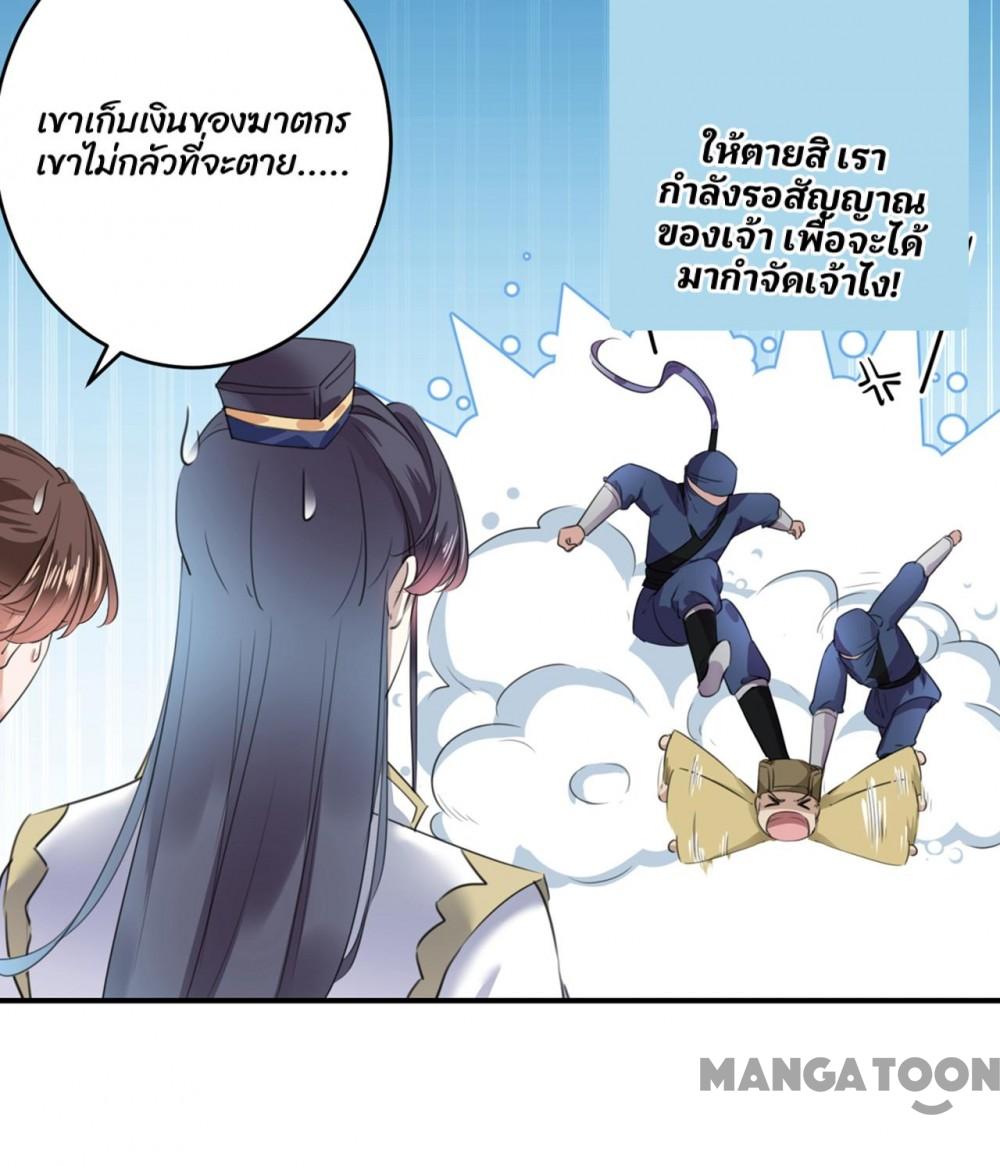 เขาเก็บเงินของฆาตกร
เขาไม่กลัวที่จะตาย.....
ให้ตายสิ เรา
กำลังรอสัญญาณ
ของเจ้า เพื่อจะได้
มากำจัดเจ้าไง!
MANGATOON